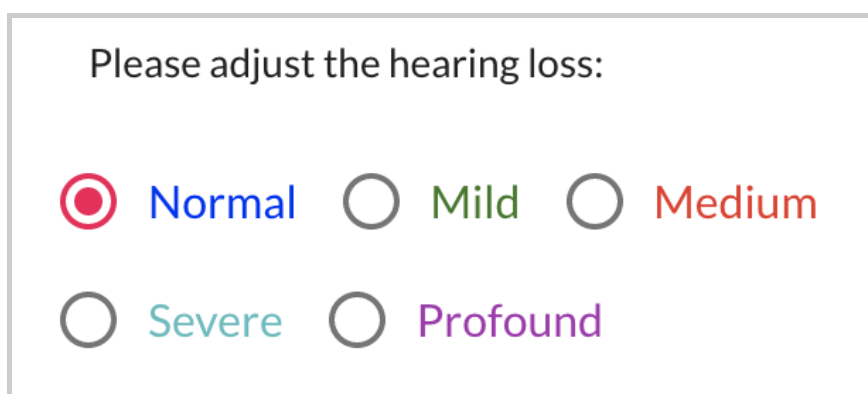 Please adjust the hearing loss:
Normal Mild Medium
Severe Profound